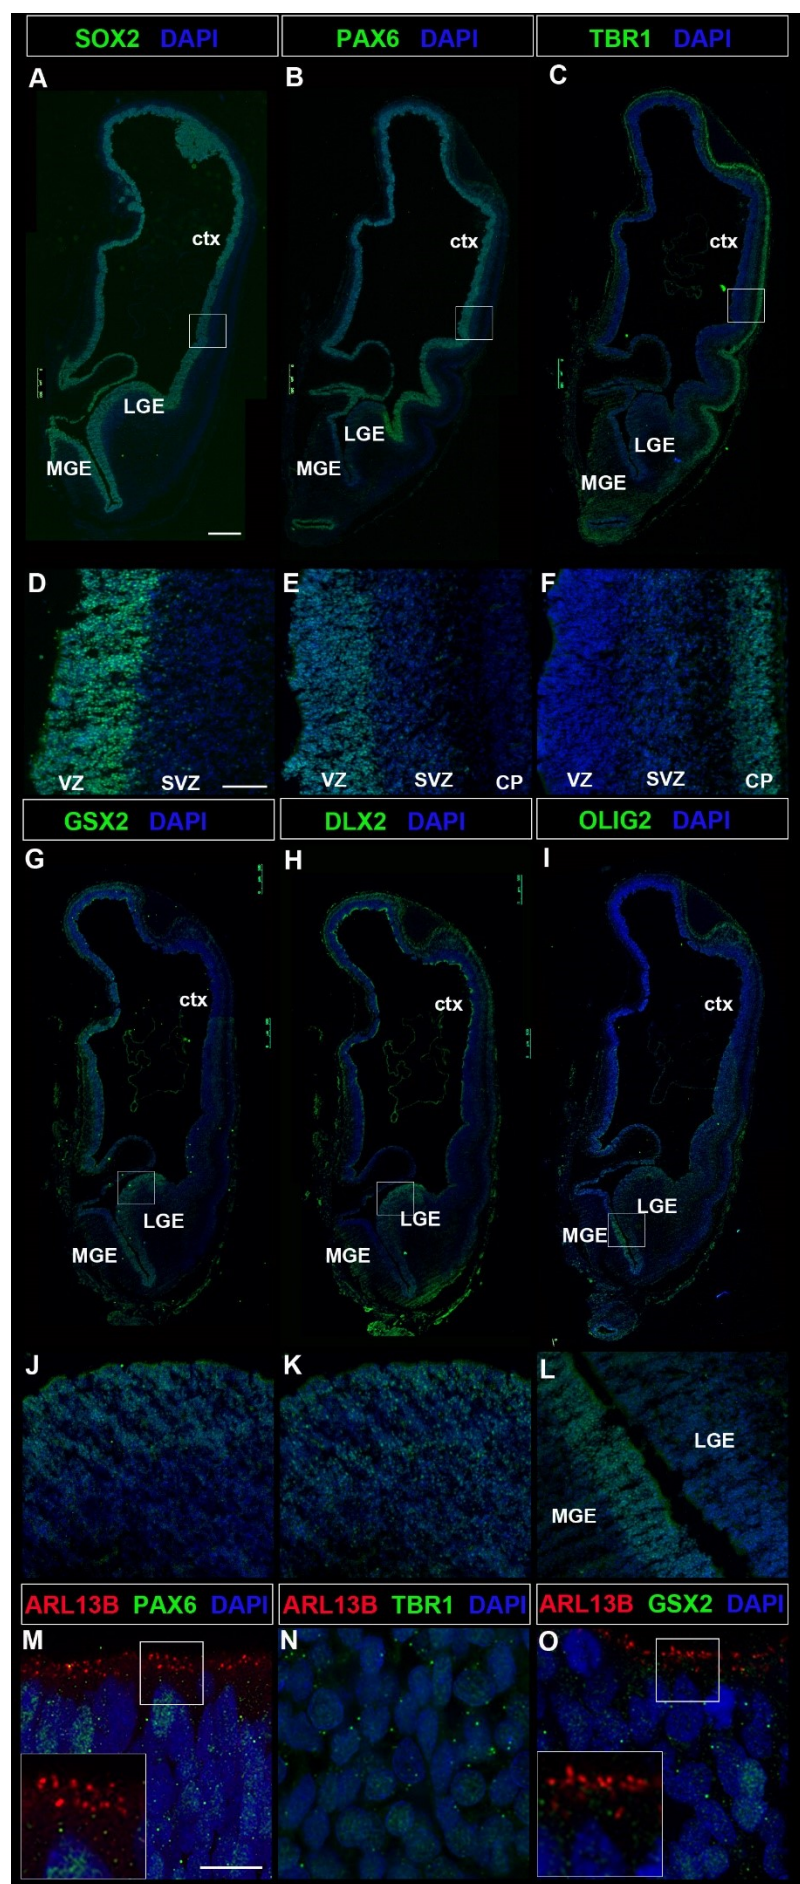 SOX2 DAPI PAX6 DAPI TBR1 DAPI
A B C
ctx ctx ctx
LGE LGE LGE
MGE MGE MGE
D E F
VZ SVZ VZ SVZ CP VZ SVZ CP
GSX2 DAPI DLX2 DAPI OLIG2 DAPI
G H I
ctx ctx ctx
LGE LGE LGE
MGE MGE MGE
J K L
LGE
MGE
ARL13B PAX6 DAPI ARL13B TBR1 DAPI ARL13B GSX2 DAPI
M N O